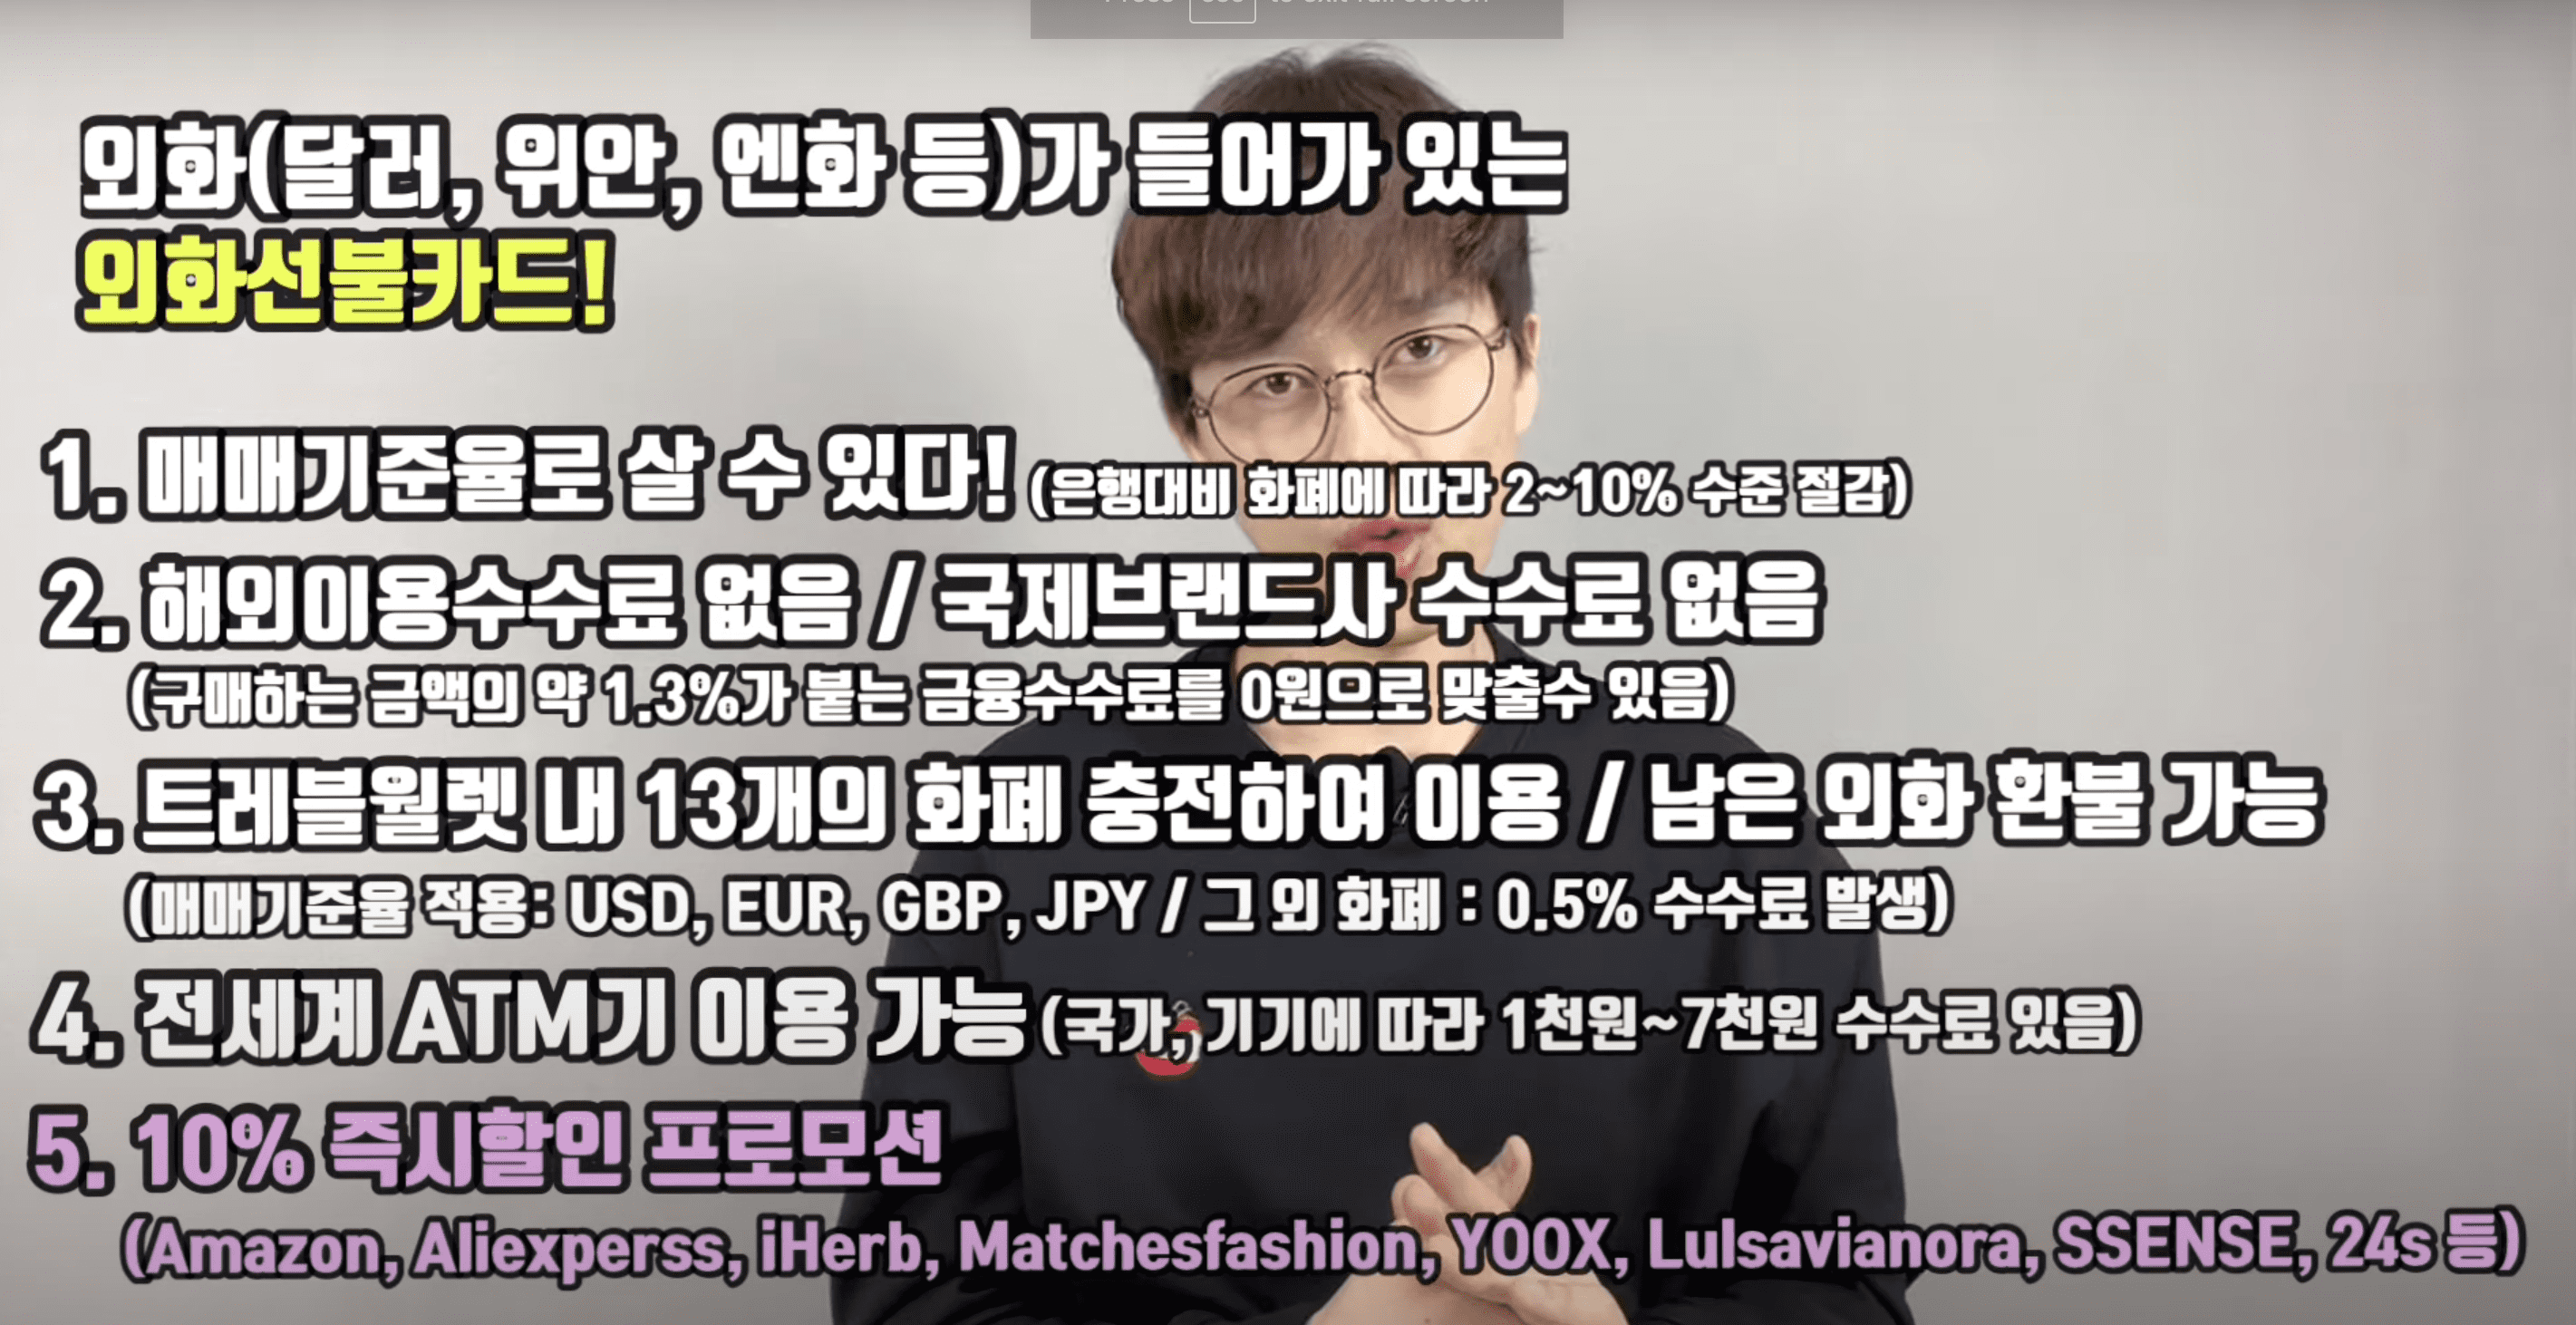 Press esc to exit full screen
외화(달러, 위안, 엔화 등)가 들어가 있는
외화선불카드!
1. 매매기준율로 살 수 있다! (은행대비 화폐에 따라 2~10% 수준 절감)
2. 해외이용수수료 없음 / 국제브랜드사 수수료 없음
(구매하는 금액의 약 1.3%가 붙는 금융수수료를 0원으로 맞출수 있음)
3. 트레블월렛 내 13개의 화폐 충전하여 이용 / 남은 외화 환불 가능
(매매기준율 적용: USD, EUR, GBP, JPY / 그 외 화폐 : 0.5% 수수료 발생)
4. 전세계 ATM기 이용 가능 (국가, 기기에 따라 1천원~7천원 수수료 있음)
5. 10% 즉시할인 프로모션
(Amazon, Aliexperss, iHerb, Matchesfashion, YOOX, Lulsavianora, SSENSE, 24s 등)